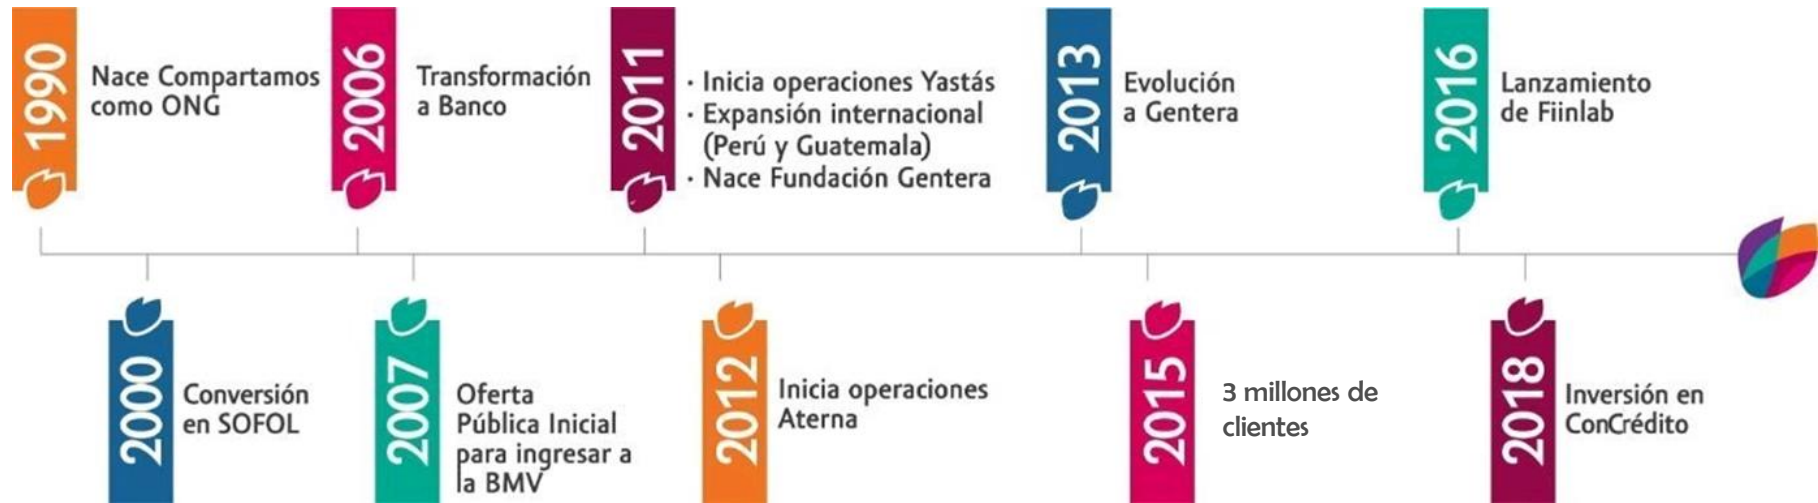 1990
Nace Compartamos
como ONG
2006
Transformación
a Banco
2011
· Inicia operaciones Yastás
· Expansión internacional
(Perú y Guatemala)
· Nace Fundación Gentera
2013
Evolución
a Gentera
2016
Lanzamiento
de Fiinlab
2000
Conversión
en SOFOL
2007
Oferta
Pública Inicial
para ingresar a
la BMV
2012
Inicia operaciones
Aterna
2015
3 millones de
clientes
2018
Inversión en
ConCrédito